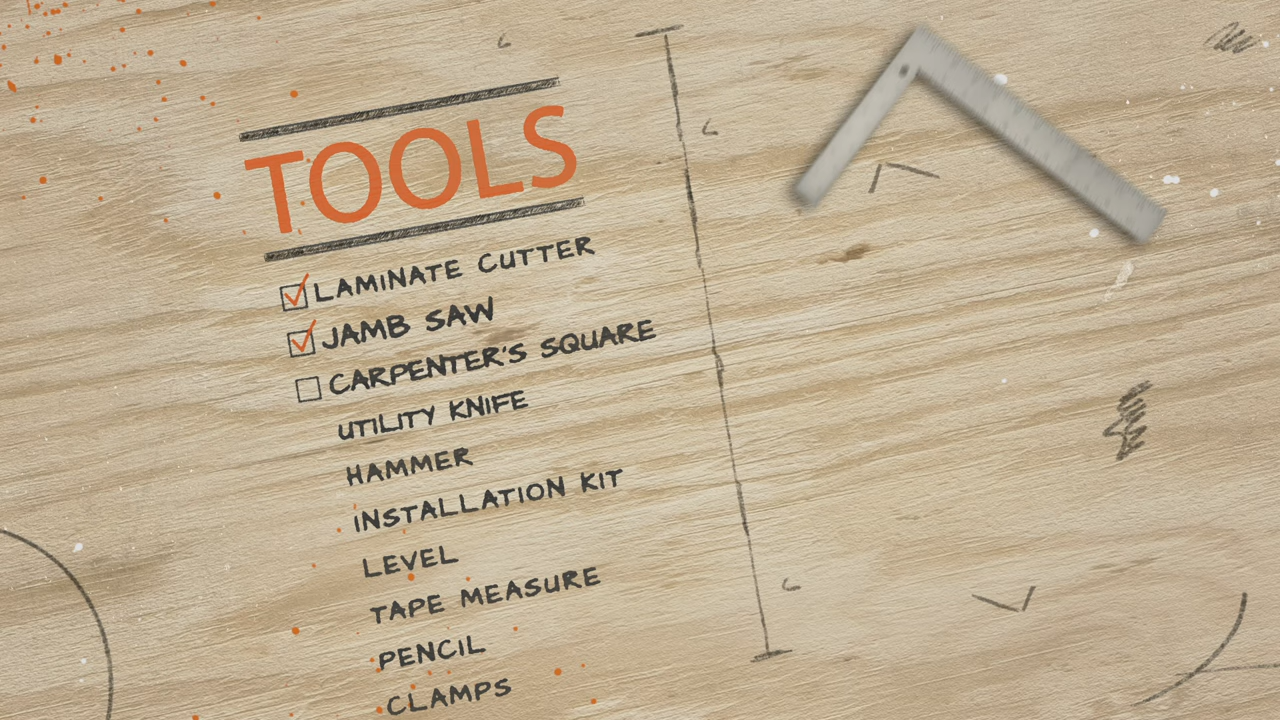 TOOLS
LAMINATE CUTTER
JAMB SAW
CARPENTER'S SQUARE
UTILITY KNIFE
HAMMER
INSTALLATION KIT
LEVEL
TAPE MEASURE
PENCIL
CLAMPS